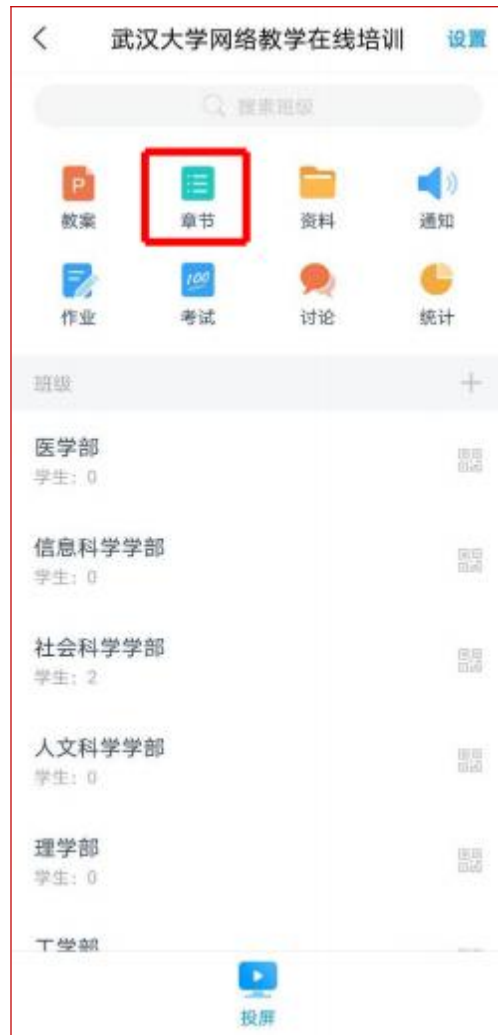 武汉大学网络教学在线培训 设置
搜索班级
P
教案 章节 资料 通知
100
作业 考试 讨论 统计
班级
医学部
学生：0
信息科学学部
学生：0
社会科学学部
学生：2
人文科学学部
学生：0
理学部
学生：0
工学部
投屏